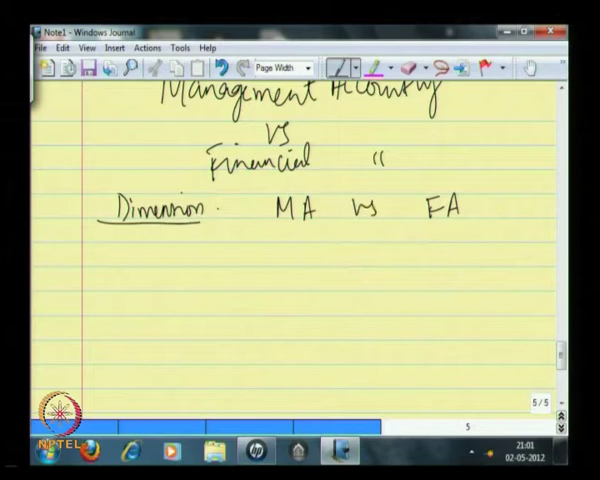 Note1 - Windows Journal
File Edit View Insert Actions Tools Help
Page Width
Management Accounting
VS
Financial "
Dimension. MA VS FA
5/5
5
NPTEL
hp
21:01
02-05-2012